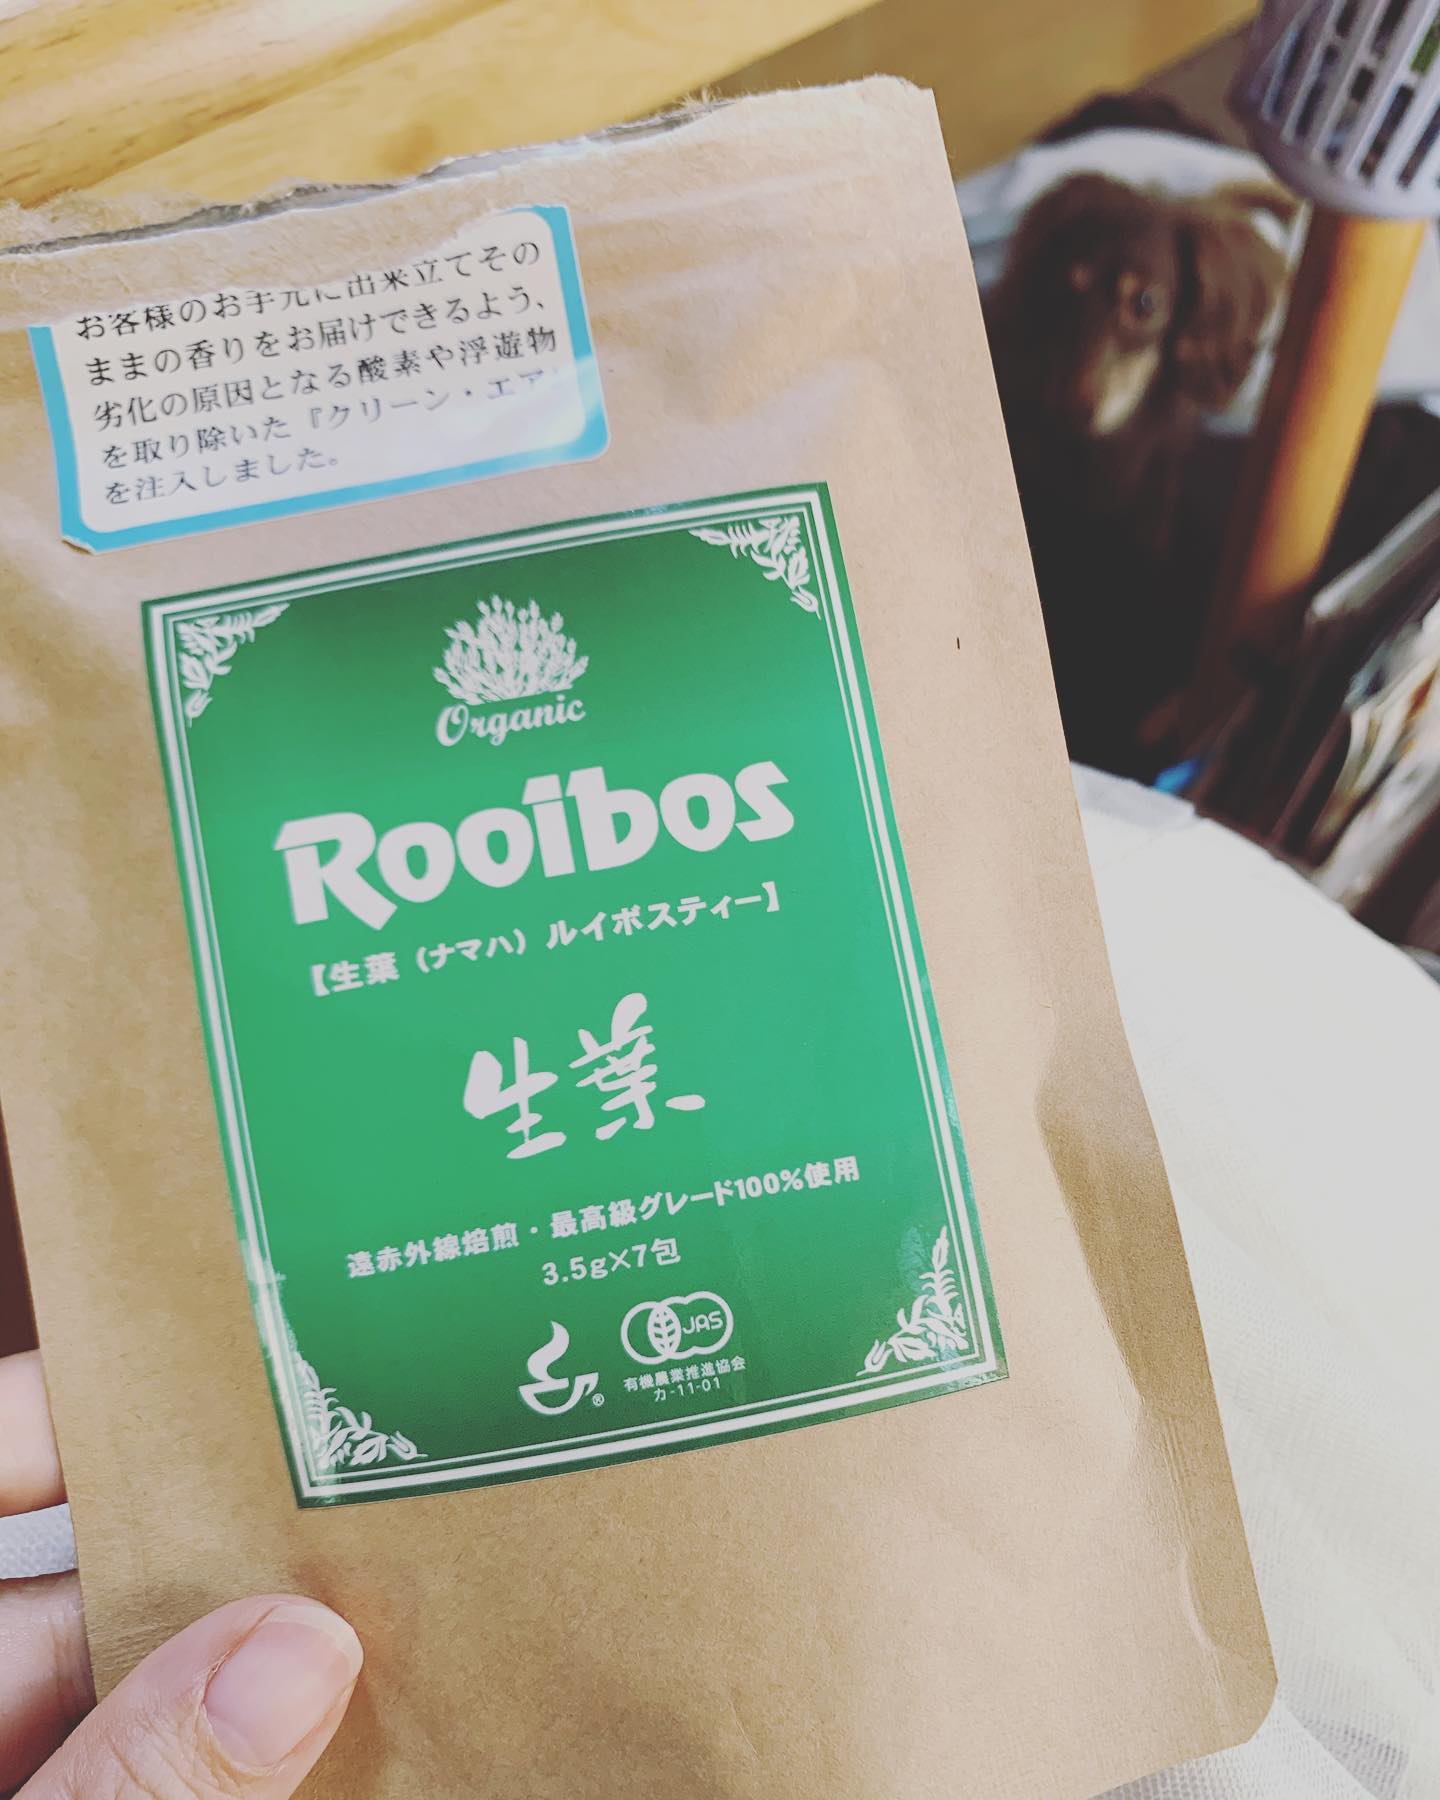 お客様のお手元に出来立てその
ままの香りをお届けできるよう、
劣化の原因となる酸素や浮遊物
を取り除いた『クリーン・エア
を注入しました。
Organic
Rooibos
【生葉（ナマハ）ルイボスティー】
生葉
遠赤外線焙煎・最高級グレード100%使用
3.5g×7包
®
JAS
有機農業推進協会
カ-11-01